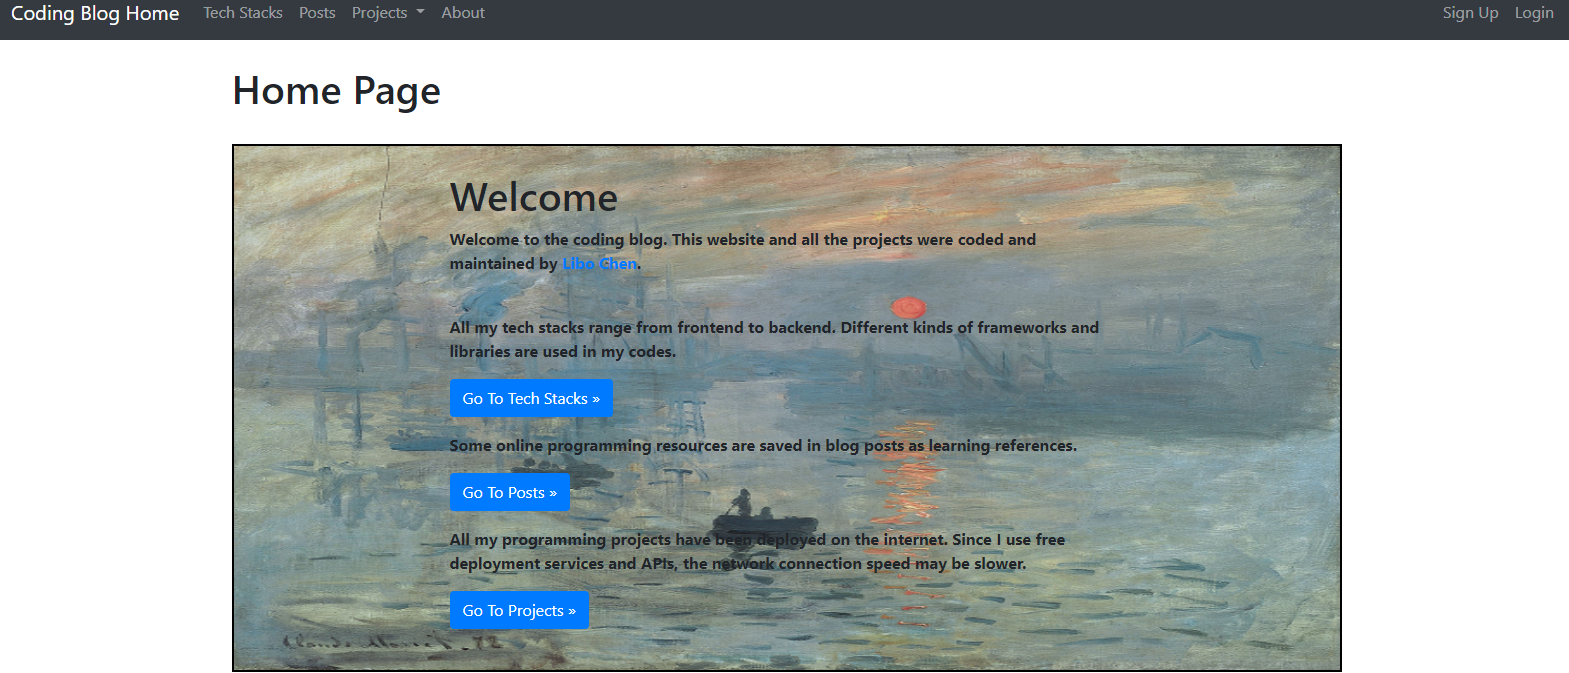 Coding Blog Home Tech Stacks Posts Projects About Sign Up Login
Home Page
Welcome
Welcome to the coding blog. This website and all the projects were coded and
maintained by Libo Chen.
All my tech stacks range from frontend to backend. Different kinds of frameworks and
libraries are used in my codes.
Go To Tech Stacks »
Some online programming resources are saved in blog posts as learning references.
Go To Posts »
All my programming projects have been deployed on the internet. Since I use free
deployment services and APIs, the network connection speed may be slower.
Go To Projects »